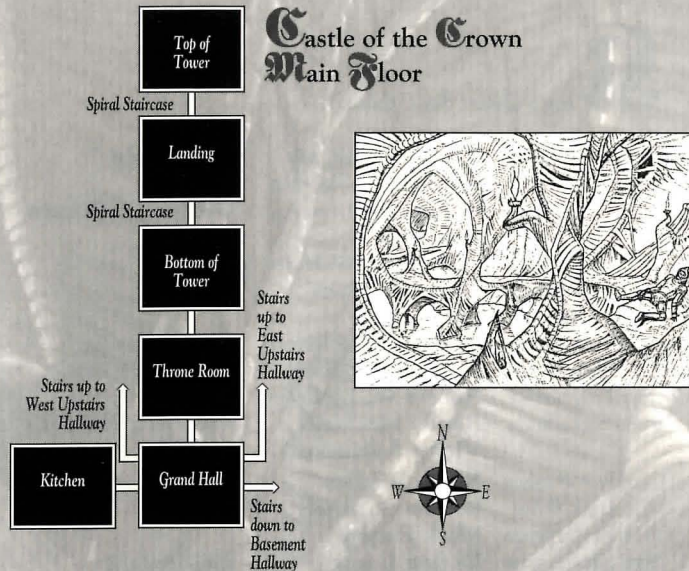 Castle of the Crown
Main Floor
Top of
Tower
Spiral Staircase
Landing
Spiral Staircase
Bottom of
Tower
Stairs
up to
East
Upstairs
Hallway
Throne Room
Stairs up to
West Upstairs
Hallway
Kitchen
Grand Hall
Stairs
down to
Basement
Hallway
N
W
E
S